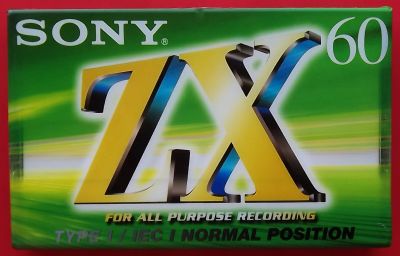 SONY®
60
ZX
FOR ALL PURPOSE RECORDING
TYPE I / IEC I NORMAL POSITION